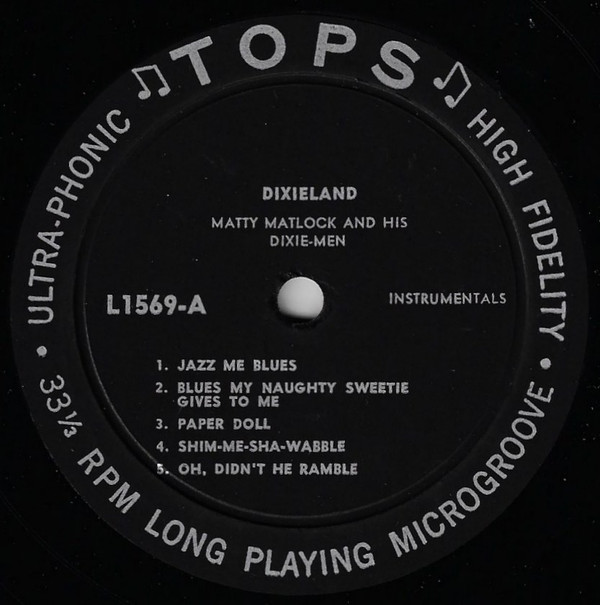 TOPS
ULTRA-PHONIC
HIGH FIDELITY
DIXIELAND
MATTY MATLOCK AND HIS
DIXIE-MEN
L1569-A
INSTRUMENTALS
1. JAZZ ME BLUES
2. BLUES MY NAUGHTY SWEETIE
GIVES TO ME
3. PAPER DOLL
4. SHIM-ME-SHA-WABBLE
5. OH, DIDN'T HE RAMBLE
• 33 1/3 RPM LONG PLAYING MICROGROOVE •